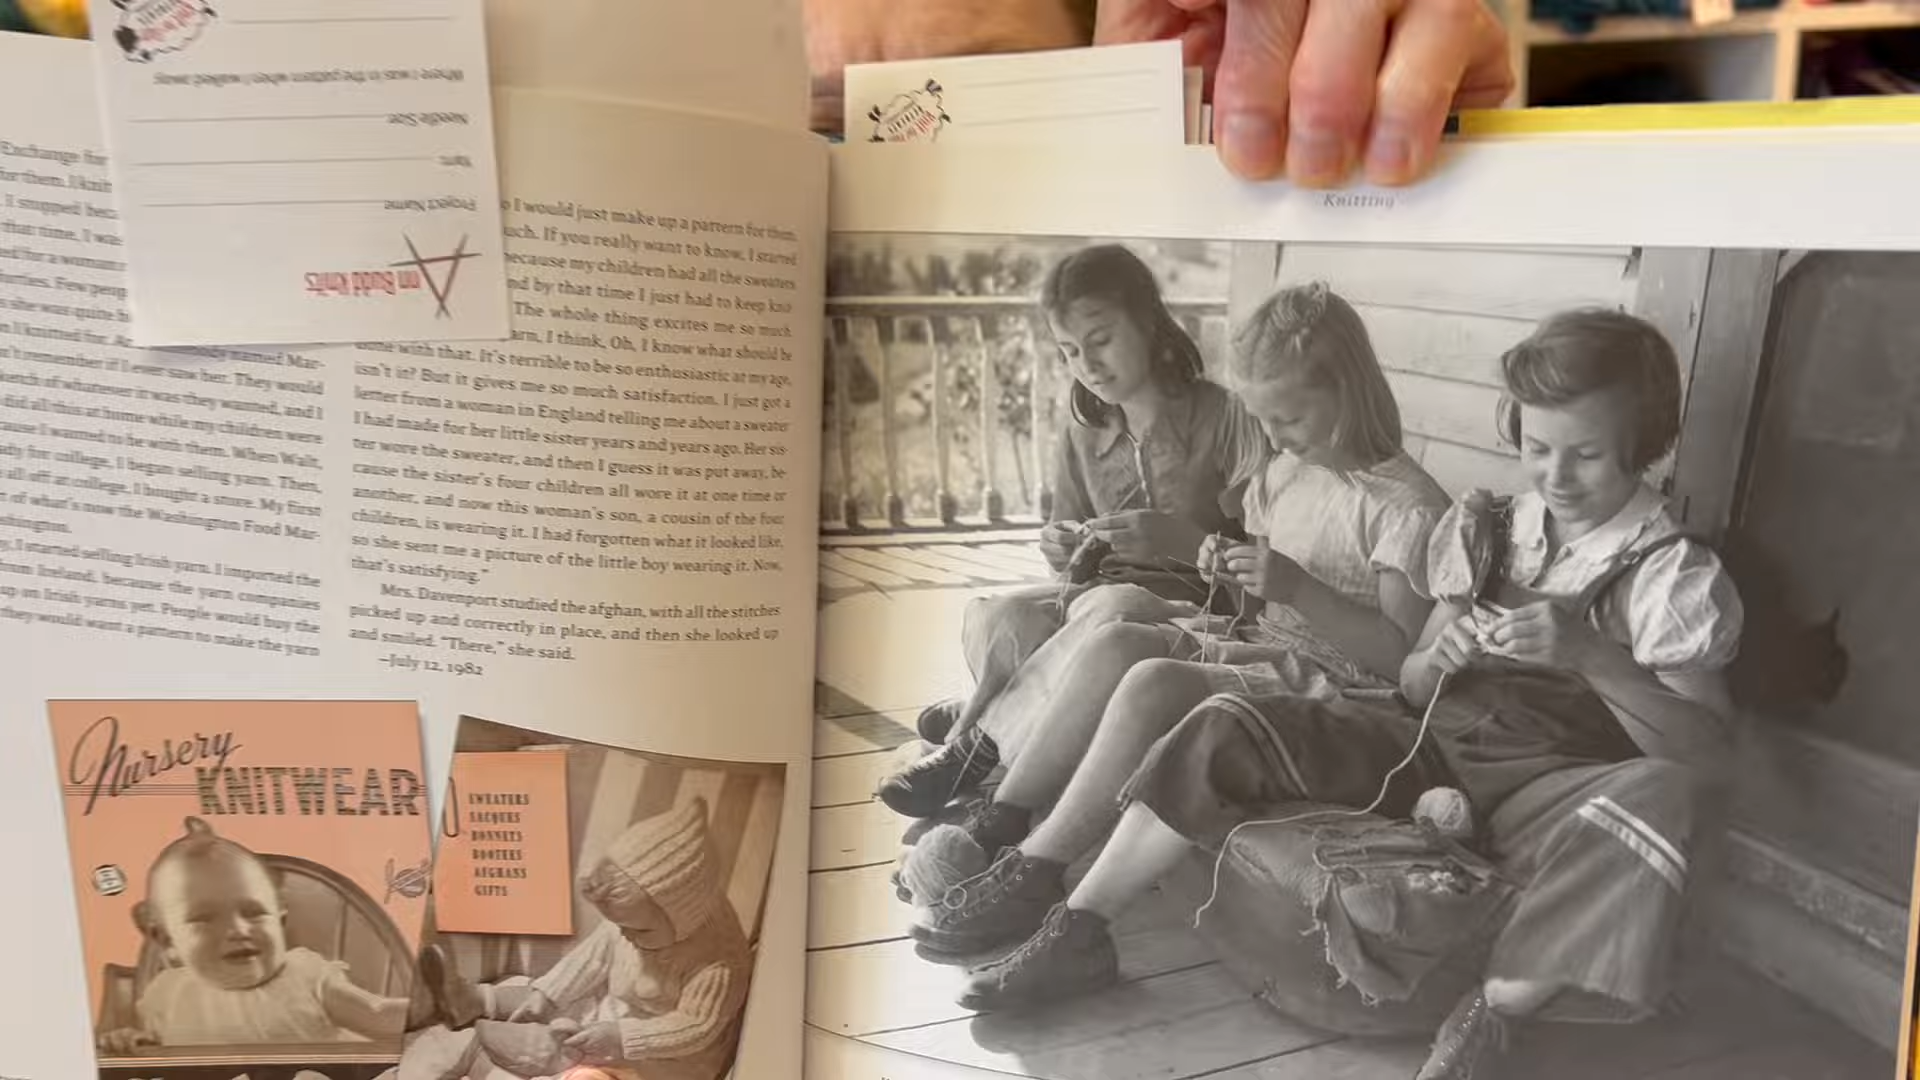 Where I was in the pattern when I walked away
Needle Size
Yarn
Project Name
Ann Budd Knits
Exchange for
for them. I knit
I stopped
that time, I was
for a woman
Few
she was quite
I knitted for. named Mar-
n't remember if I ever saw her. They would
of whatever it was they wanted, and I
did all this at home while my children were
cause I wanted to be with them. When Walt,
ready for college, I began selling yarn. Then,
all off at college, I bought a store. My first
of what's now the Washington Food Mar-
I started selling Irish yarn. I imported the
from Ireland, because the yarn companies
up on Irish yarns yet. People would buy the
they would want a pattern to make the yarn
so I would just make up a pattern for them.
If you really want to know, I started
because my children had all the sweaters
and by that time I just had to keep knit-
The whole thing excites me so much
yarn, I think, Oh, I know what should be
done with that. It's terrible to be so enthusiastic at my age,
isn't it? But it gives me so much satisfaction. I just got a
letter from a woman in England telling me about a sweater
I had made for her little sister years and years ago. Her sis-
ter wore the sweater, and then I guess it was put away, be-
cause the sister's four children all wore it at one time or
another, and now this woman's son, a cousin of the four
children, is wearing it. I had forgotten what it looked like,
so she sent me a picture of the little boy wearing it. Now,
that's satisfying."
Mrs. Davenport studied the afghan, with all the stitches
picked up and correctly in place, and then she looked up
and smiled. "There," she said.
–July 12, 1982
Nursery
KNITWEAR
SWEATERS
SACQUES
BONNETS
BOOTEES
AFGHANS
GIFTS
Knitting